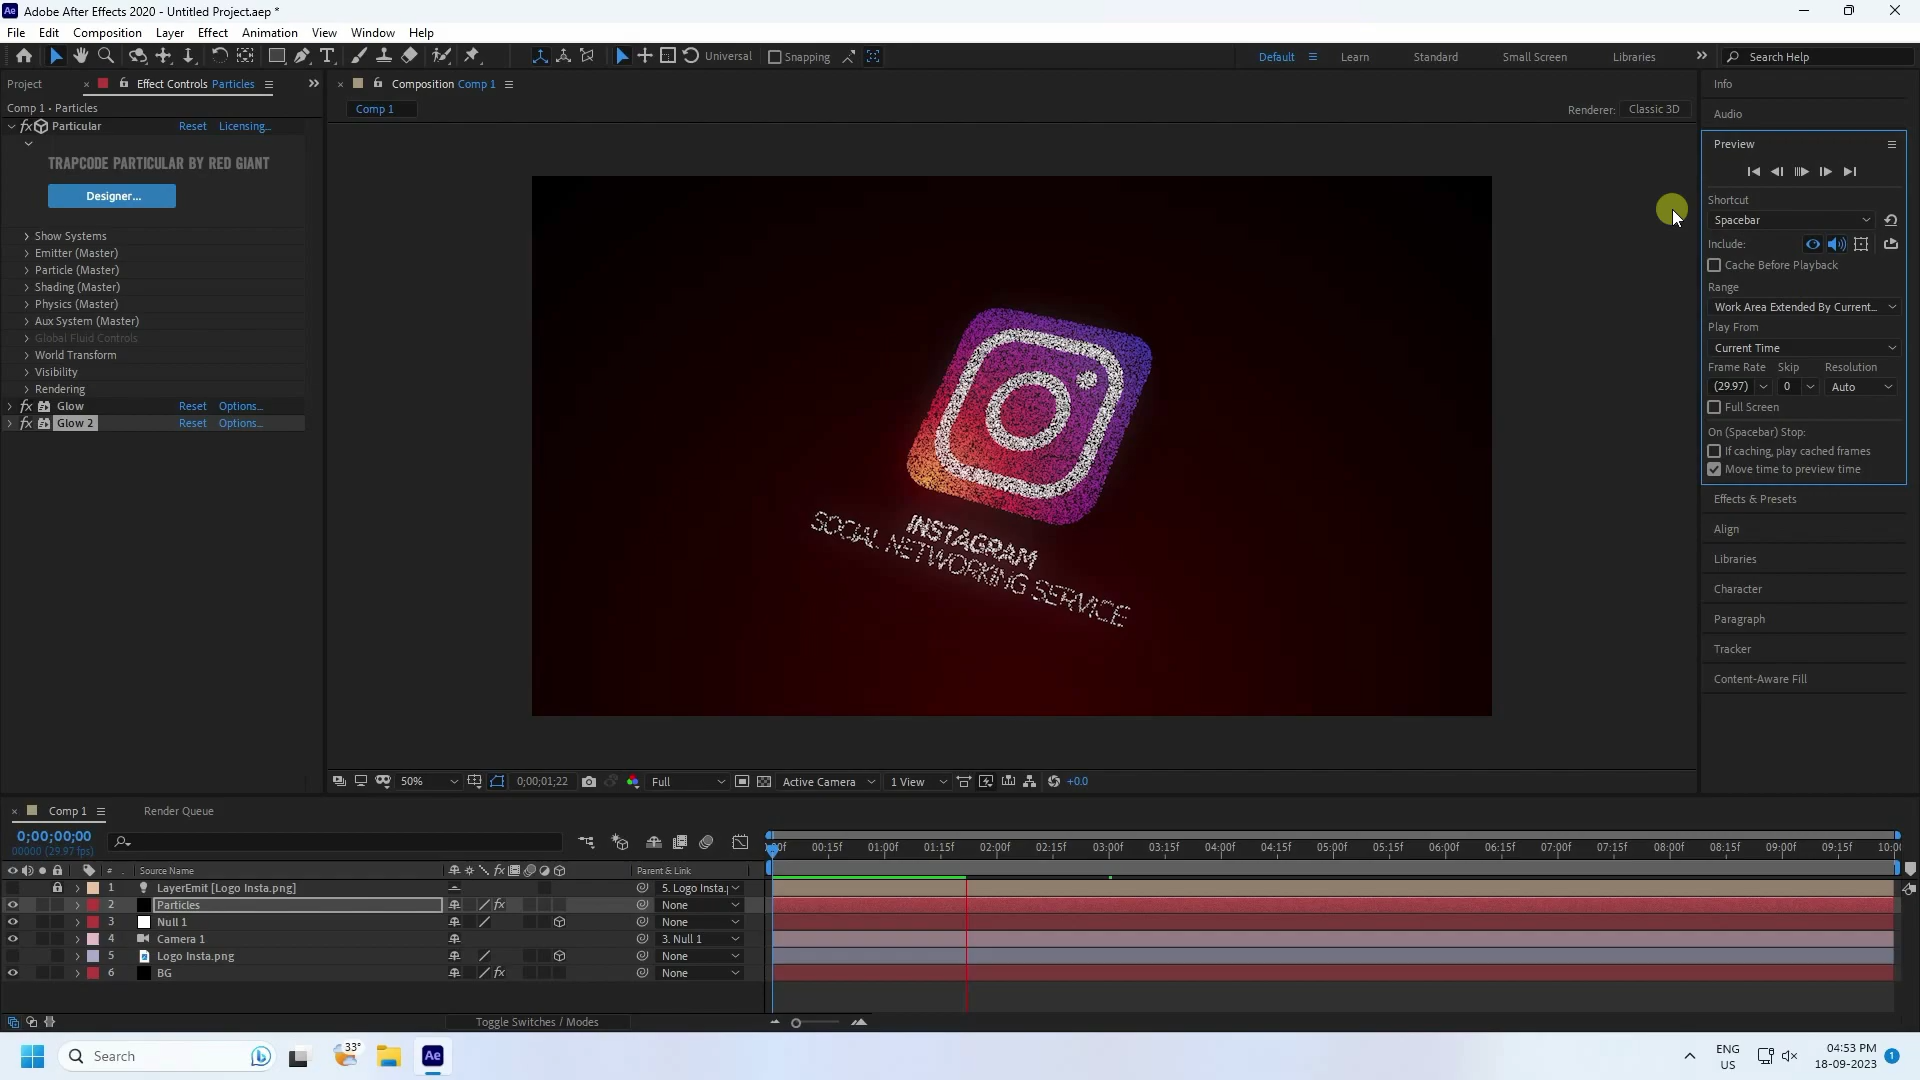 Adobe After Effects 2020 - Untitled Project.aep *
File Edit Composition Layer Effect Animation View Window Help
Universal Snapping Default Learn Standard Small Screen Libraries Search Help
Project Effect Controls Particles
Comp 1 • Particles
Particular Reset Licensing...
TRAPCODE PARTICULAR BY RED GIANT
Designer...
Show Systems
Emitter (Master)
Particle (Master)
Shading (Master)
Physics (Master)
Aux System (Master)
Global Fluid Controls
World Transform
Visibility
Rendering
Glow Reset Options...
Glow 2 Reset Options...
Composition Comp 1
Comp 1
Renderer: Classic 3D
INSTAGRAM
SOCIAL NETWORKING SERVICE
50% 0;00;01;22 Full Active Camera 1 View +0.0
Info
Audio
Preview
Shortcut
Spacebar
Include:
Cache Before Playback
Range
Work Area Extended By Current...
Play From
Current Time
Frame Rate Skip Resolution
(29.97) 0 Auto
Full Screen
On (Spacebar) Stop:
If caching, play cached frames
Move time to preview time
Effects & Presets
Align
Libraries
Character
Paragraph
Tracker
Content-Aware Fill
Comp 1 Render Queue
0;00;00;00
00000 (29.97 fps)
00:15f 01:00f 01:15f 02:00f 02:15f 03:00f 03:15f 04:00f 04:15f 05:00f 05:15f 06:00f 06:15f 07:00f 07:15f 08:00f 08:15f 09:00f 09:15f 10:00
# Source Name fx Parent & Link
1 LayerEmit [Logo Insta.png] 5. Logo Insta.
2 Particles fx None
3 Null 1 None
4 Camera 1 3. Null 1
5 Logo Insta.png None
6 BG fx None
Toggle Switches / Modes
Search 33° Ae
ENG
US
04:53 PM
18-09-2023
1